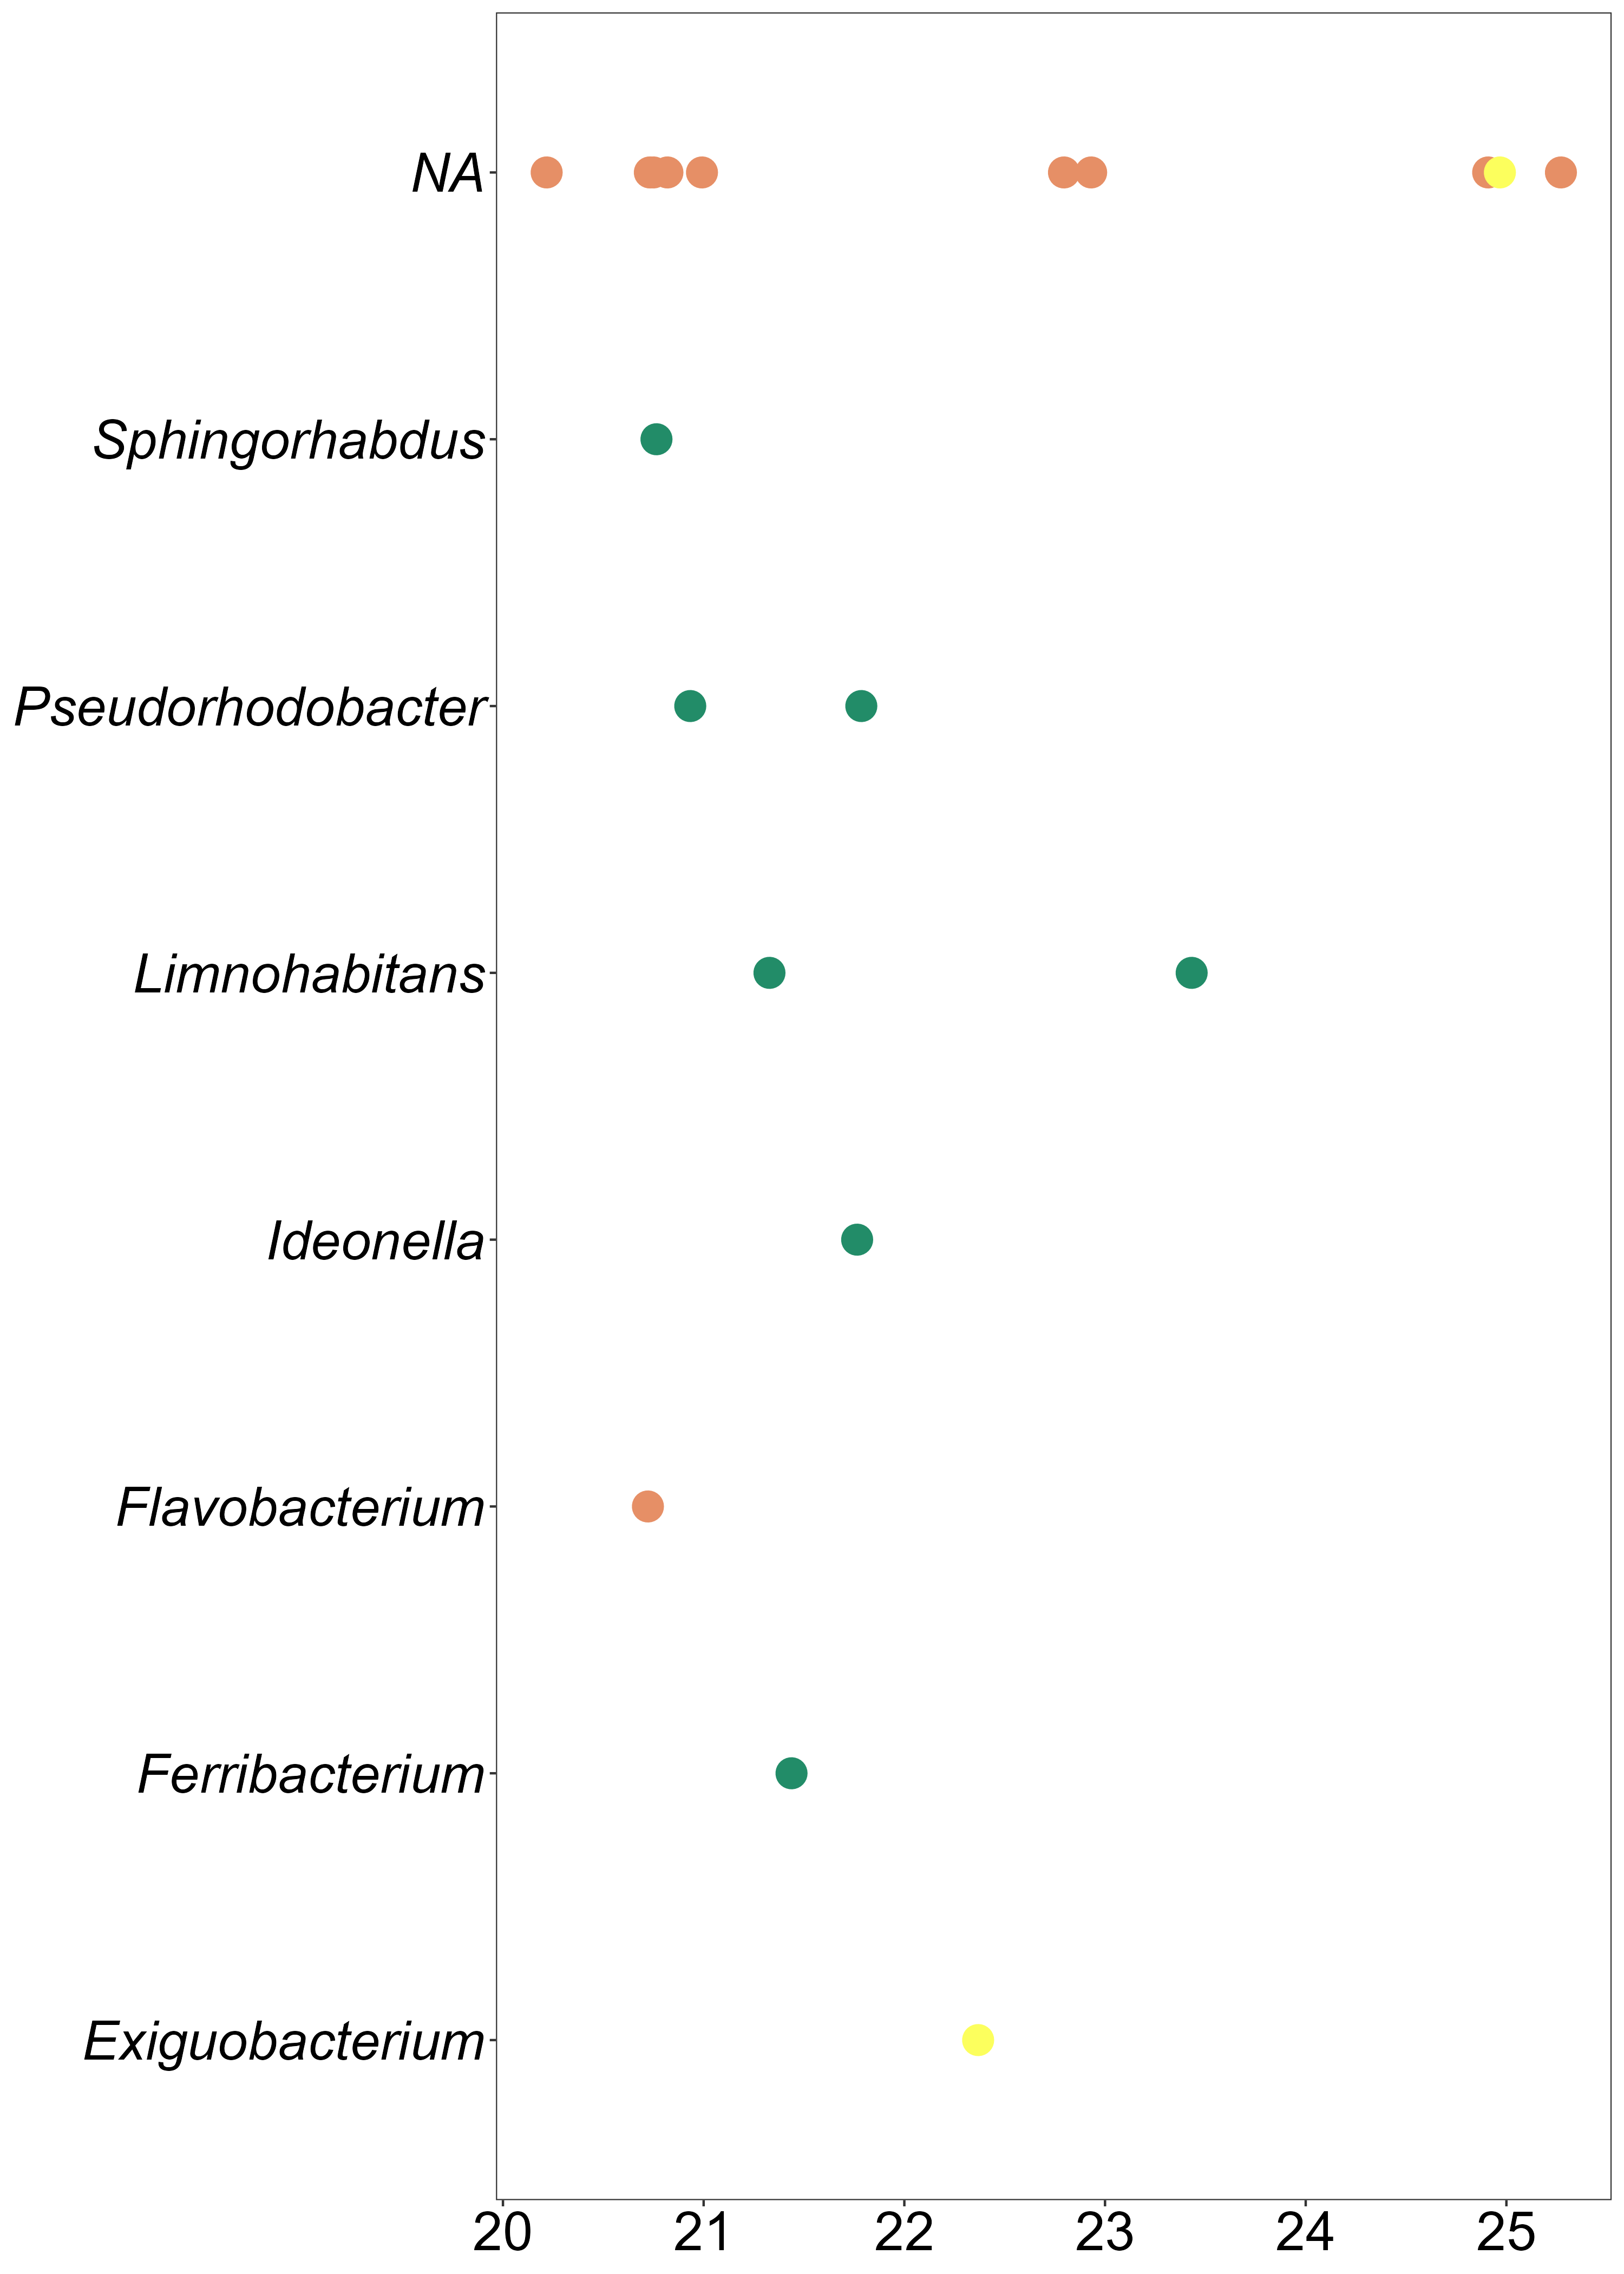 NA
Sphingorhabdus
Pseudorhodobacter
Limnohabitans
Ideonella
Flavobacterium
Ferribacterium
Exiguobacterium
20 21 22 23 24 25